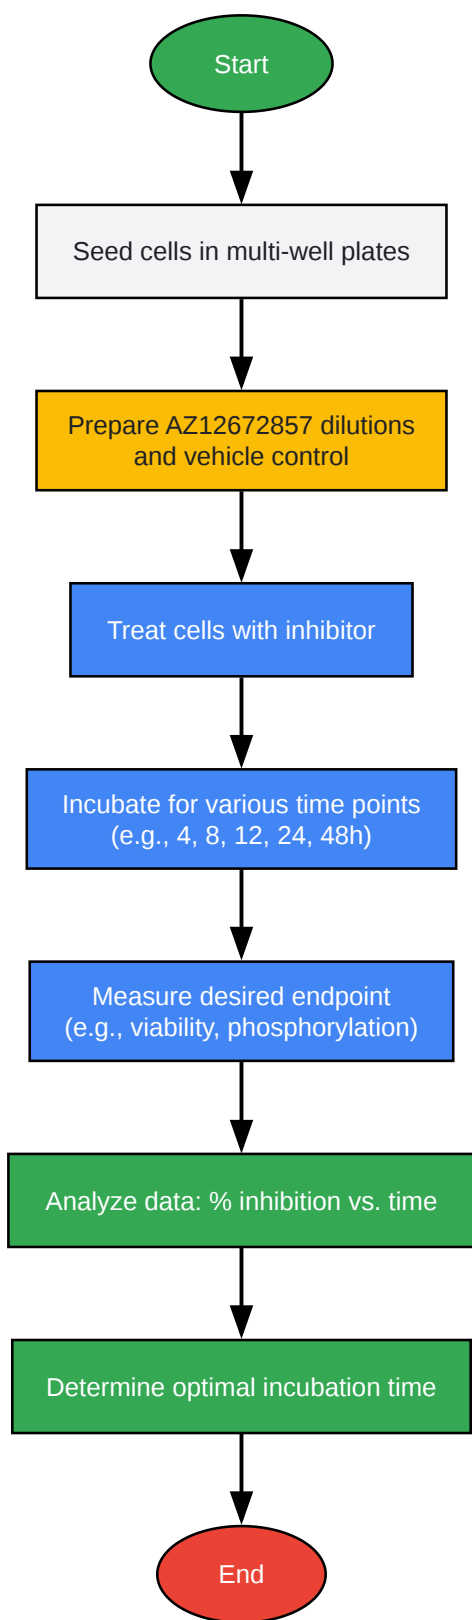 Start
Seed cells in multi-well plates
Prepare AZ12672857 dilutions
and vehicle control
Treat cells with inhibitor
Incubate for various time points
(e.g., 4, 8, 12, 24, 48h)
Measure desired endpoint
(e.g., viability, phosphorylation)
Analyze data: % inhibition vs. time
Determine optimal incubation time
End